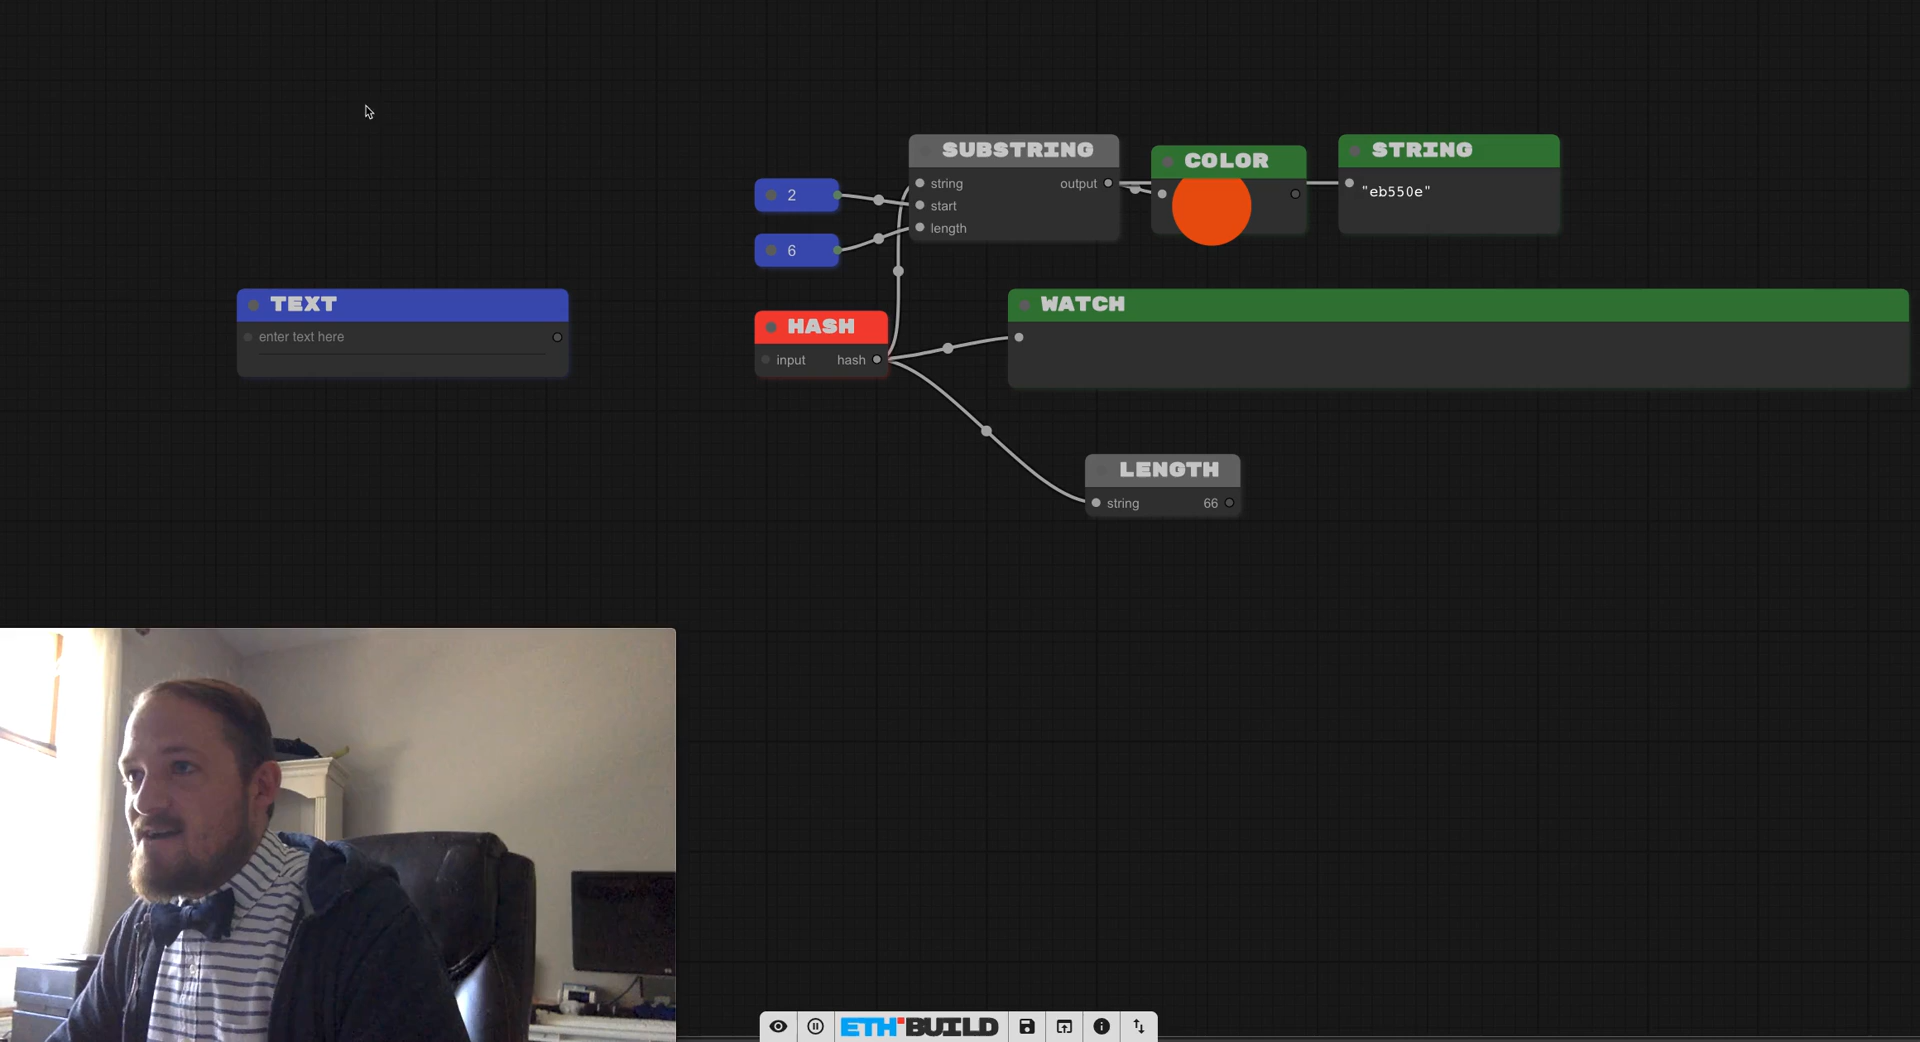 SUBSTRING
string output
start
length
2
6
COLOR
STRING
"eb550e"
TEXT
enter text here
HASH
input hash
WATCH
LENGTH
string 66
ETH BUILD